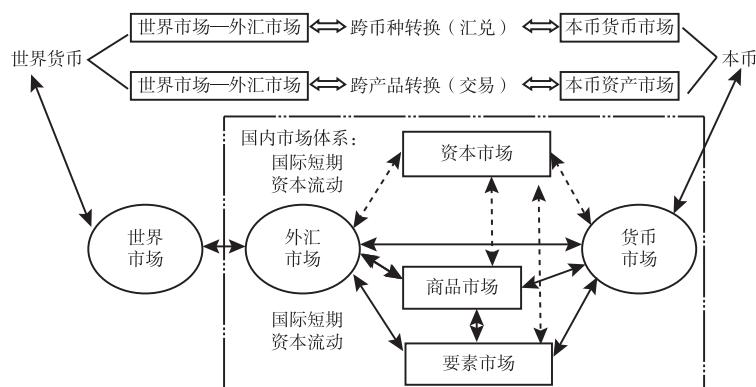 世界市场—外汇市场
跨币种转换（汇兑）
本币货币市场
世界货币
本币
世界市场—外汇市场
跨产品转换（交易）
本币资产市场
国内市场体系：
国际短期
资本流动
资本市场
世界
市场
外汇
市场
货币
市场
商品市场
国际短期
资本流动
要素市场